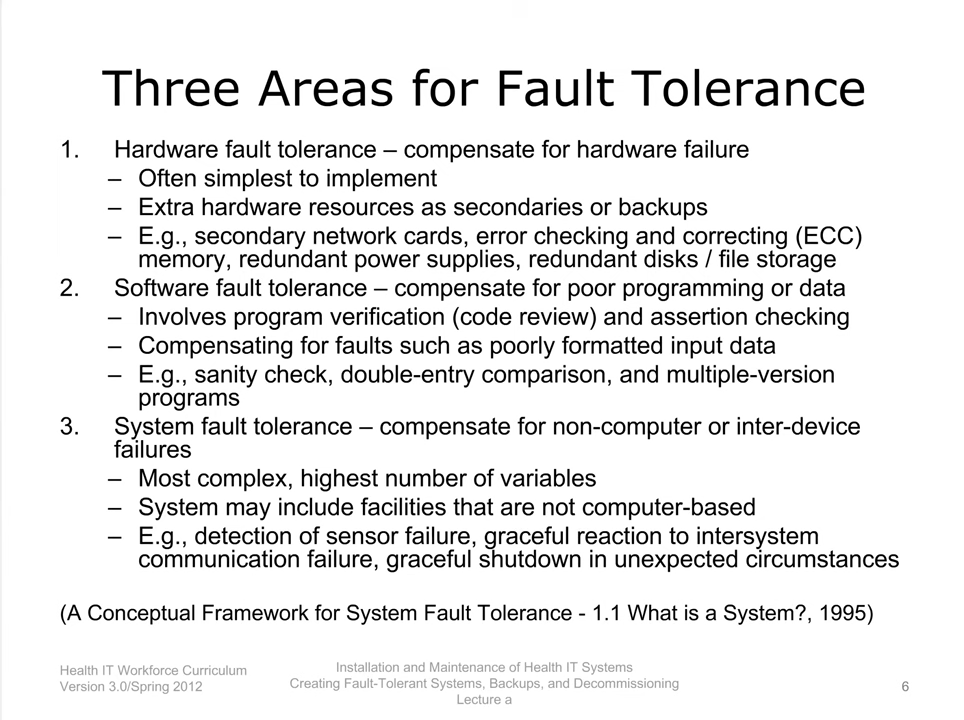 Three Areas for Fault Tolerance
1. Hardware fault tolerance – compensate for hardware failure
– Often simplest to implement
– Extra hardware resources as secondaries or backups
– E.g., secondary network cards, error checking and correcting (ECC)
memory, redundant power supplies, redundant disks / file storage
2. Software fault tolerance – compensate for poor programming or data
– Involves program verification (code review) and assertion checking
– Compensating for faults such as poorly formatted input data
– E.g., sanity check, double-entry comparison, and multiple-version
programs
3. System fault tolerance – compensate for non-computer or inter-device
failures
– Most complex, highest number of variables
– System may include facilities that are not computer-based
– E.g., detection of sensor failure, graceful reaction to intersystem
communication failure, graceful shutdown in unexpected circumstances
(A Conceptual Framework for System Fault Tolerance - 1.1 What is a System?, 1995)
Health IT Workforce Curriculum
Version 3.0/Spring 2012
Installation and Maintenance of Health IT Systems
Creating Fault-Tolerant Systems, Backups, and Decommissioning
Lecture a
6